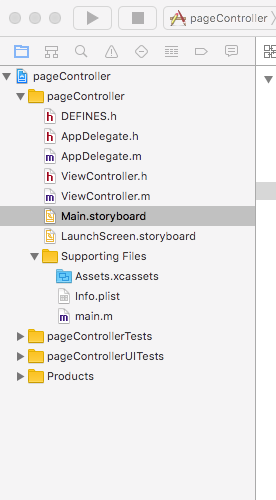 pageController
pageController
pageController
DEFINES.h
AppDelegate.h
AppDelegate.m
ViewController.h
ViewController.m
Main.storyboard
LaunchScreen.storyboard
Supporting Files
Assets.xcassets
Info.plist
main.m
pageControllerTests
pageControllerUITests
Products